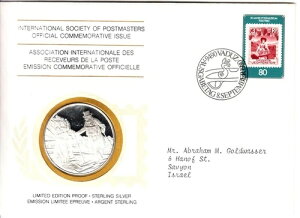 INTERNATIONAL SOCIETY OF POSTMASTERS
OFFICIAL COMMEMORATIVE ISSUE
ASSOCIATION INTERNATIONALE DES
RECEVEURS DE LA POSTE
EMISSION COMMEMORATIVE OFFICIELLE
80
Mr. Abraham M. Goldwasser
6 Hanof St.
Savyon
Israel
LIMITED EDITION PROOF • STERLING SILVER
EMISSION LIMITEE EPREUVE • ARGENT STERLING